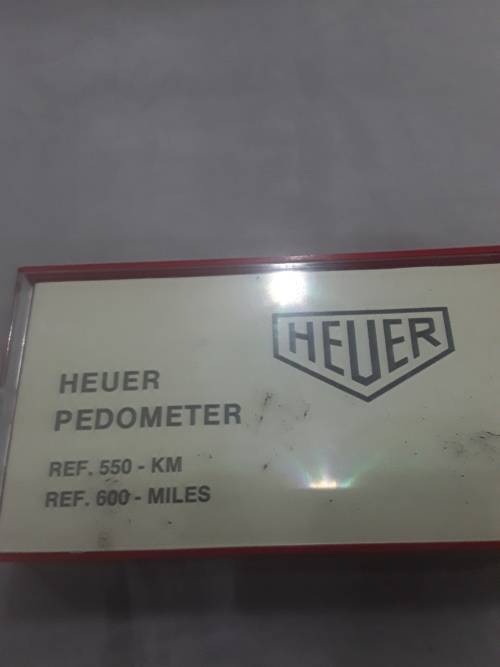 HEUER
HEUER
PEDOMETER
REF. 550 - KM
REF. 600 - MILES